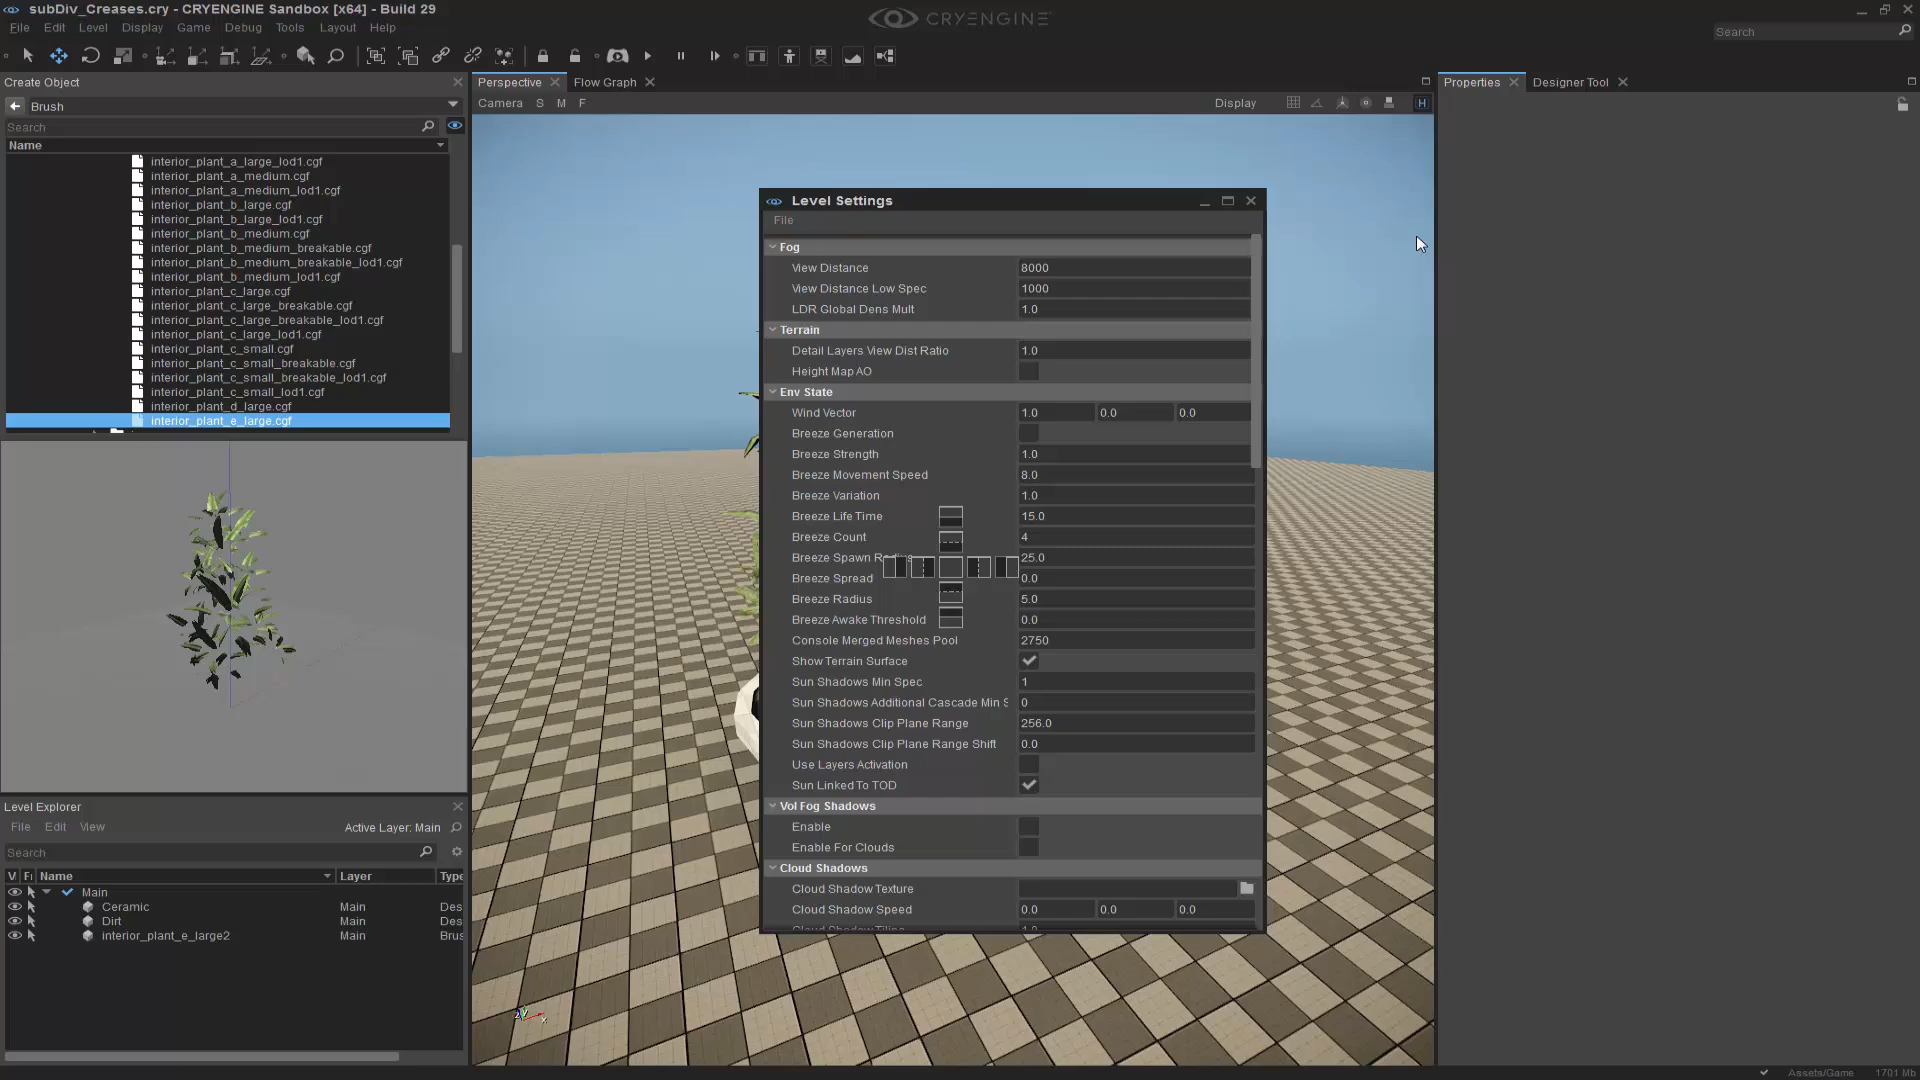 subDiv_Creases.cry - CRYENGINE Sandbox [x64] - Build 29
CRYENGINE
File Edit Level Display Game Debug Tools Layout Help
Search
Create Object
Perspective
Flow Graph
Properties
Designer Tool
Brush
Camera S M F
Display
H
Search
Name
interior_plant_a_large_lod1.cgf
interior_plant_a_medium.cgf
interior_plant_a_medium_lod1.cgf
interior_plant_b_large.cgf
interior_plant_b_large_lod1.cgf
interior_plant_b_medium.cgf
interior_plant_b_medium_breakable.cgf
interior_plant_b_medium_breakable_lod1.cgf
interior_plant_b_medium_lod1.cgf
interior_plant_c_large.cgf
interior_plant_c_large_breakable.cgf
interior_plant_c_large_breakable_lod1.cgf
interior_plant_c_large_lod1.cgf
interior_plant_c_small.cgf
interior_plant_c_small_breakable.cgf
interior_plant_c_small_breakable_lod1.cgf
interior_plant_c_small_lod1.cgf
interior_plant_d_large.cgf
interior_plant_e_large.cgf
Level Settings
File
Fog
View Distance 8000
View Distance Low Spec 1000
LDR Global Dens Mult 1.0
Terrain
Detail Layers View Dist Ratio 1.0
Height Map AO
Env State
Wind Vector 1.0 0.0 0.0
Breeze Generation
Breeze Strength 1.0
Breeze Movement Speed 8.0
Breeze Variation 1.0
Breeze Life Time 15.0
Breeze Count 4
Breeze Spawn 25.0
Breeze Spread 0.0
Breeze Radius 5.0
Breeze Awake Threshold 0.0
Console Merged Meshes Pool 2750
Show Terrain Surface
Sun Shadows Min Spec 1
Sun Shadows Additional Cascade Min S 0
Sun Shadows Clip Plane Range 256.0
Sun Shadows Clip Plane Range Shift 0.0
Use Layers Activation
Sun Linked To TOD
Vol Fog Shadows
Enable
Enable For Clouds
Cloud Shadows
Cloud Shadow Texture
Cloud Shadow Speed 0.0 0.0 0.0
Level Explorer
File Edit View Active Layer: Main
Search
V Name Layer Type
Main
Ceramic Main Des
Dirt Main Des
interior_plant_e_large2 Main Brus
Assets/Game 1701 Mb